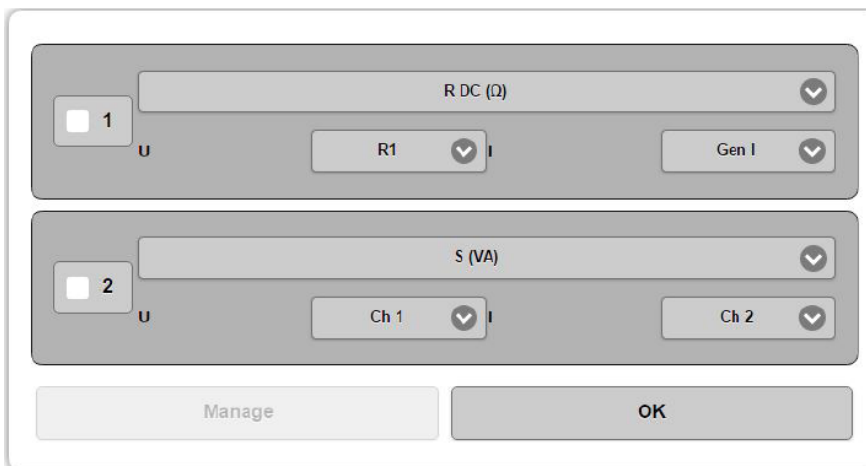 R DC (Ω)
1
U R1 I Gen I
S (VA)
2
U Ch 1 I Ch 2
Manage OK